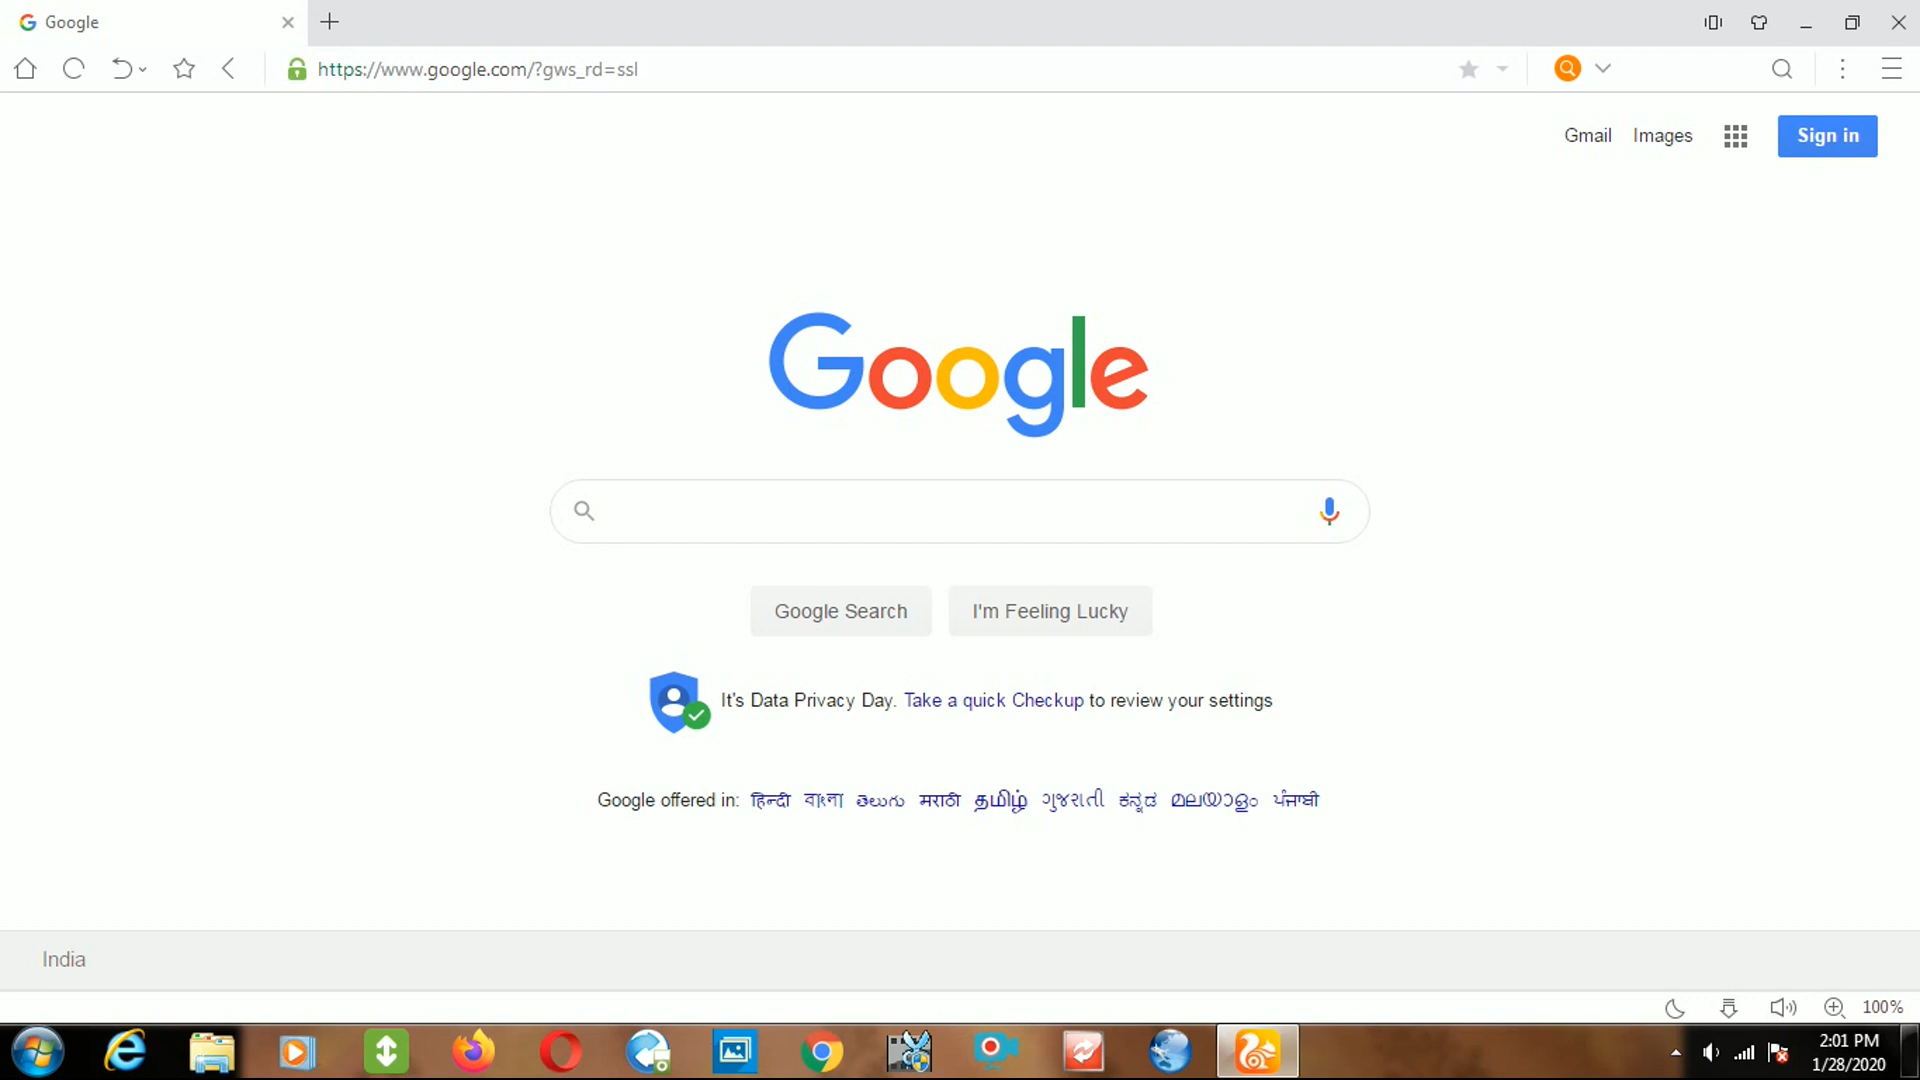 Google
https://www.google.com/?gws_rd=ssl
Gmail Images Sign in
Google
Google Search I'm Feeling Lucky
It's Data Privacy Day. Take a quick Checkup to review your settings
Google offered in: हिन्दी বাংলা తెలుగు मराठी தமிழ் ગુજરાતી ಕನ್ನಡ മലയാളം ਪੰਜਾਬੀ
India
100%
2:01 PM
1/28/2020